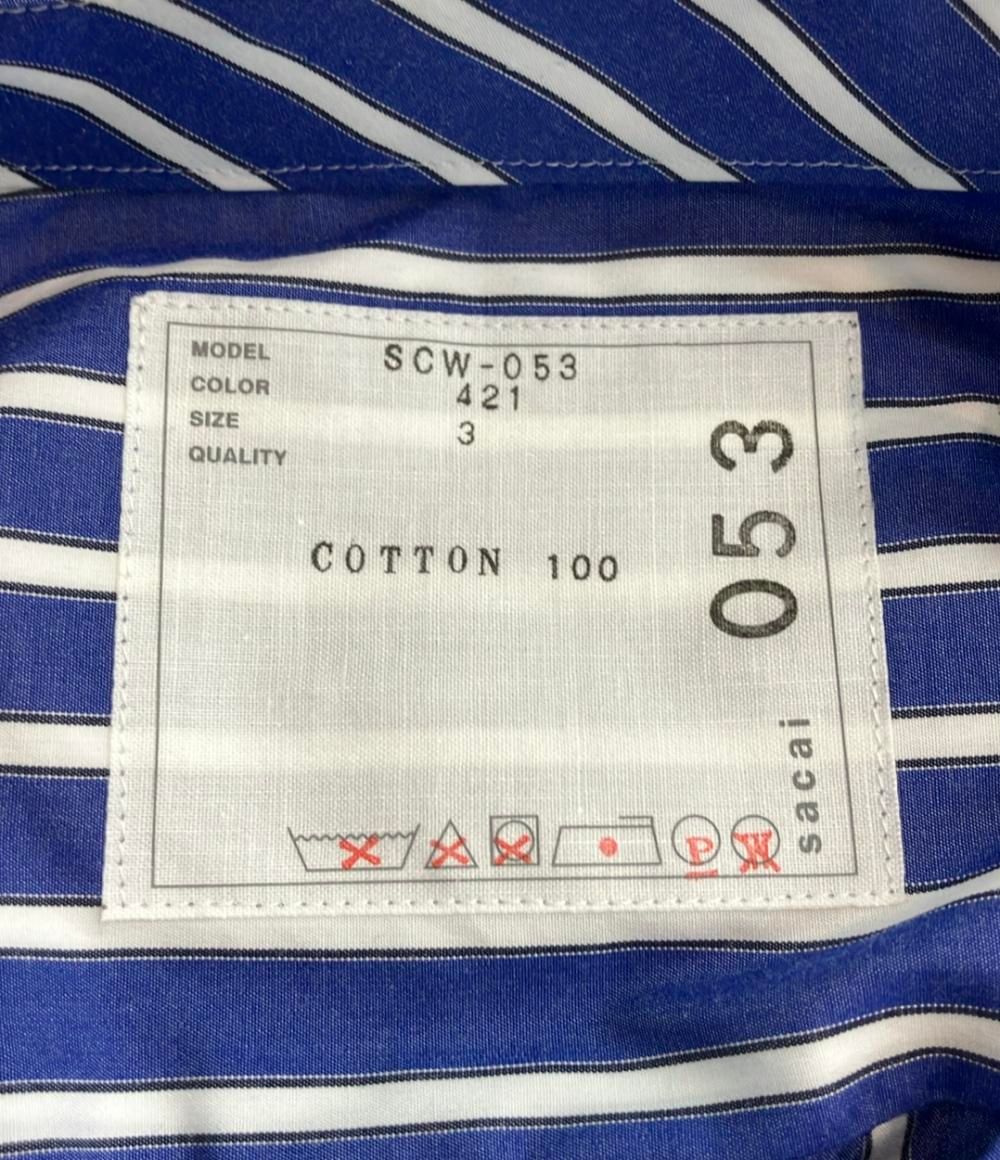 MODEL SCW-053
COLOR 421
SIZE 3
QUALITY
COTTON 100
053
sacai
P
W